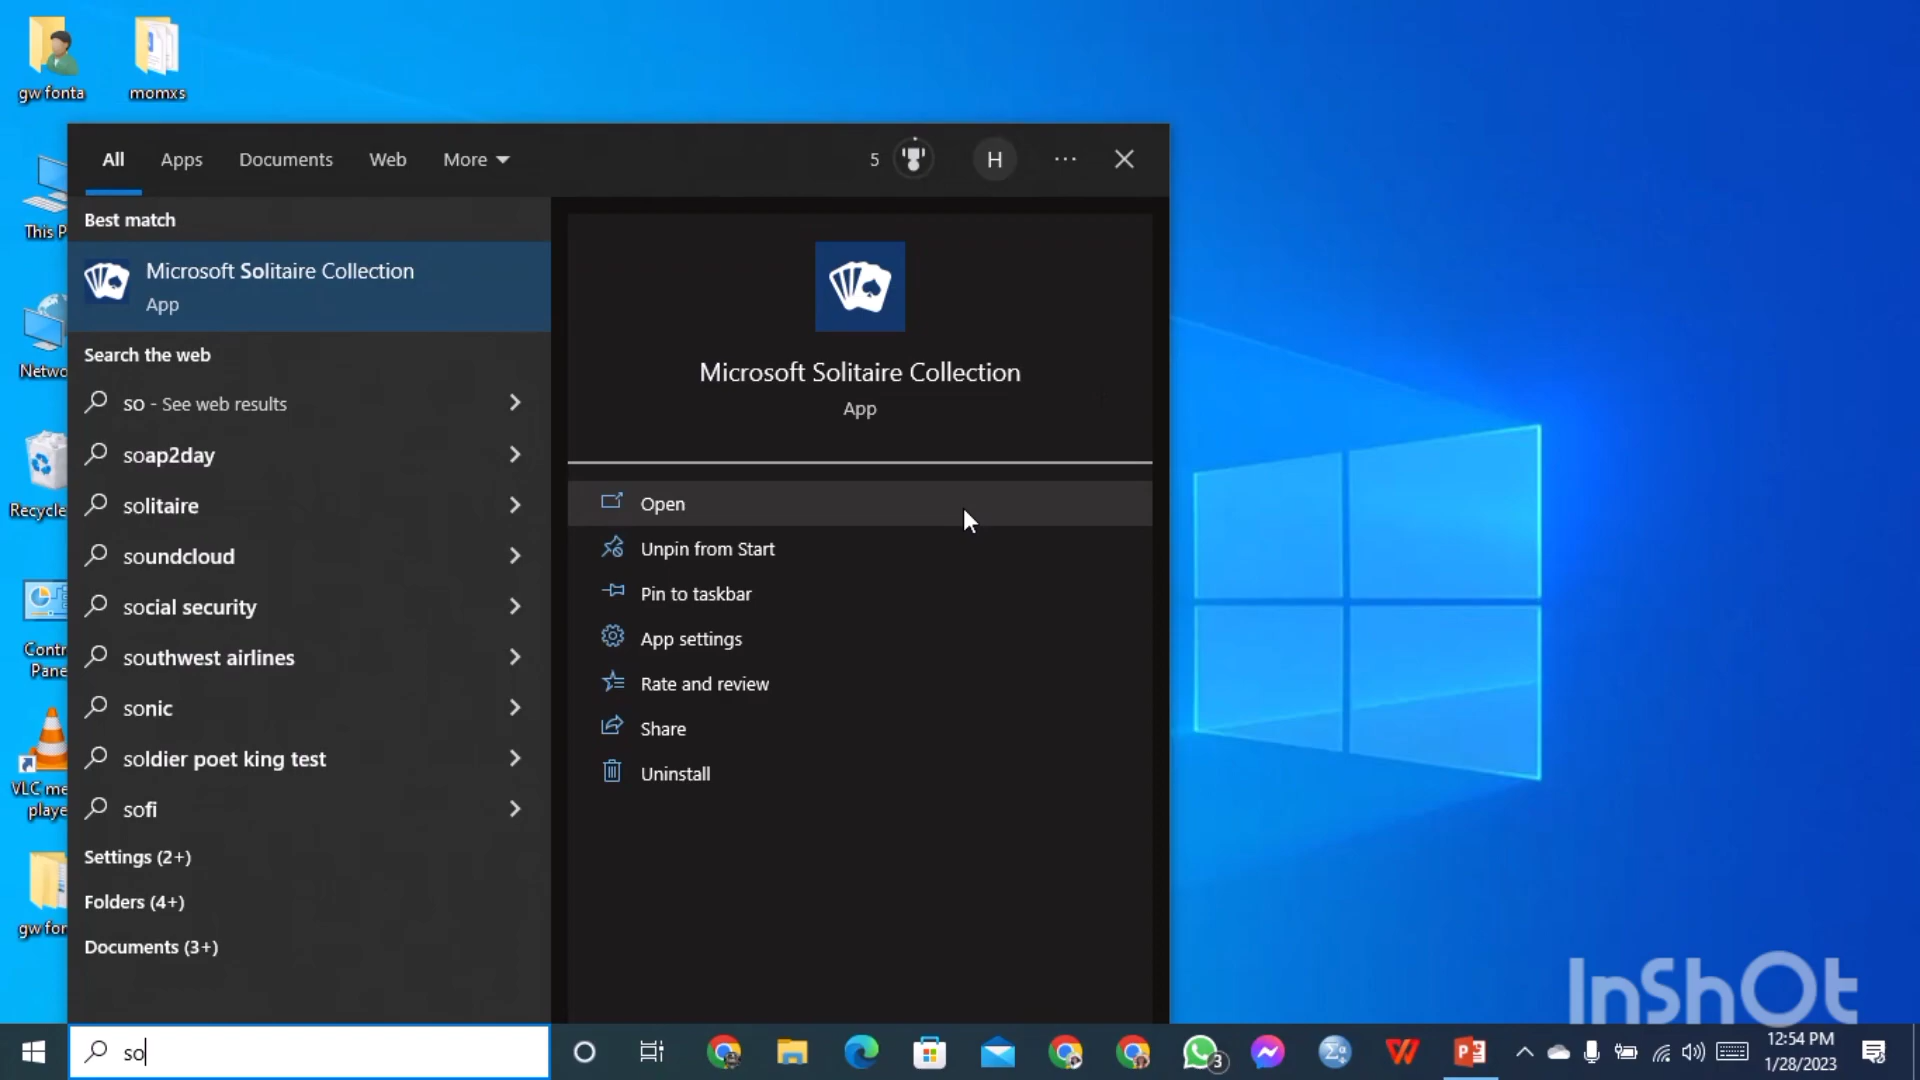 gw fonta
momxs
This P
Netwo
Recycle
Contr
Pane
VLC me
playe
gw fon
All
Apps
Documents
Web
More
5
H
Best match
Microsoft Solitaire Collection
App
Search the web
so - See web results
soap2day
solitaire
soundcloud
social security
southwest airlines
sonic
soldier poet king test
sofi
Settings (2+)
Folders (4+)
Documents (3+)
Microsoft Solitaire Collection
App
Open
Unpin from Start
Pin to taskbar
App settings
Rate and review
Share
Uninstall
InShOt
so
3
12:54 PM
1/28/2023